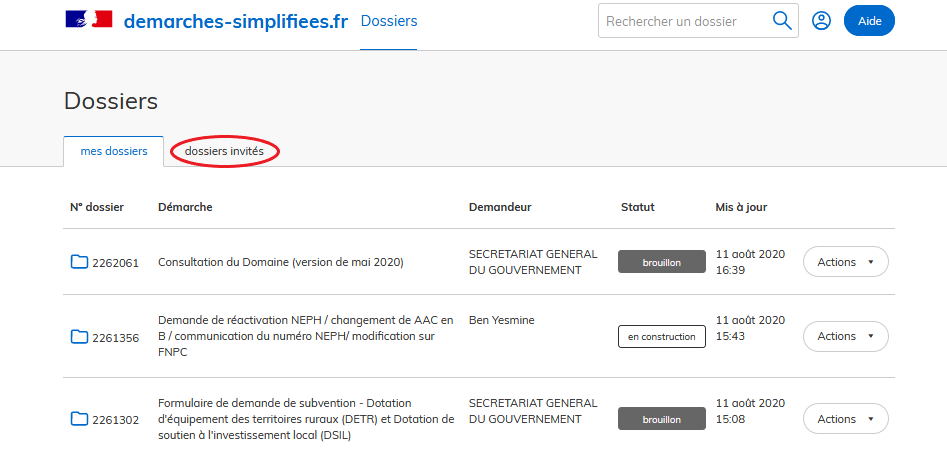 demarches-simplifiees.fr Dossiers Rechercher un dossier Aide
Dossiers
mes dossiers dossiers invités
N° dossier Démarche Demandeur Statut Mis à jour
2262061 Consultation du Domaine (version de mai 2020) SECRETARIAT GENERAL DU GOUVERNEMENT brouillon 11 août 2020 16:39 Actions
2261356 Demande de réactivation NEPH / changement de AAC en B / communication du numéro NEPH/ modification sur FNPC Ben Yesmine en construction 11 août 2020 15:43 Actions
2261302 Formulaire de demande de subvention - Dotation d'équipement des territoires ruraux (DETR) et Dotation de soutien à l'investissement local (DSIL) SECRETARIAT GENERAL DU GOUVERNEMENT brouillon 11 août 2020 15:08 Actions